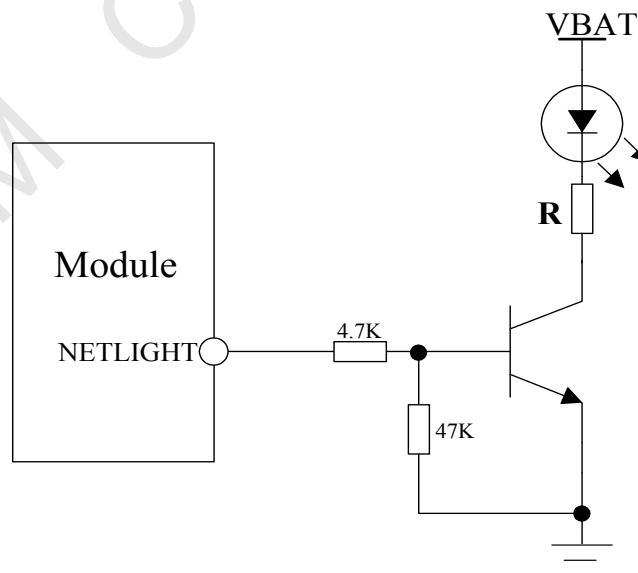 VBAT
R
Module
NETLIGHT
4.7K
47K
M C